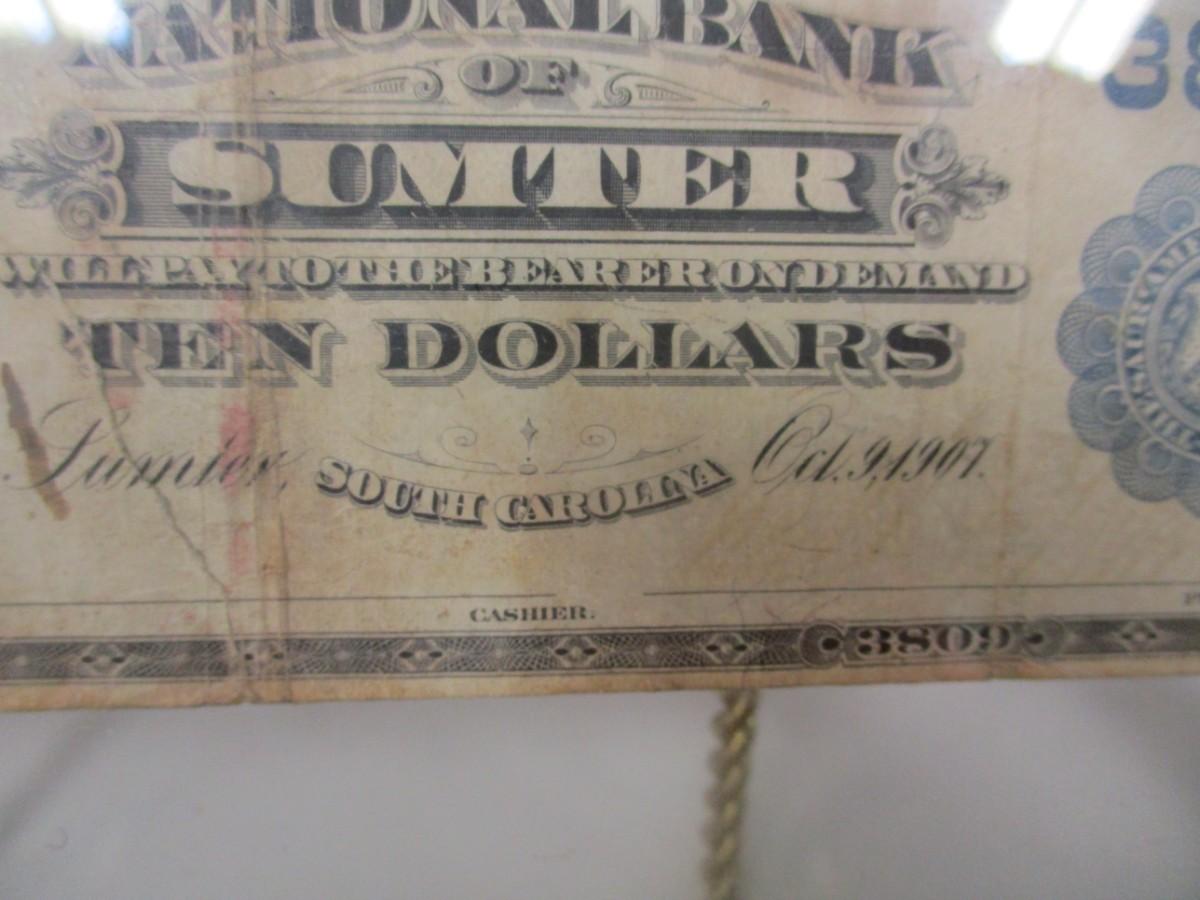 NATIONAL BANK
OF
SUMTER
WILL PAY TO THE BEARER ON DEMAND
TEN DOLLARS
Sumter, SOUTH CAROLINA Oct. 9, 1907.
CASHIER.
3809